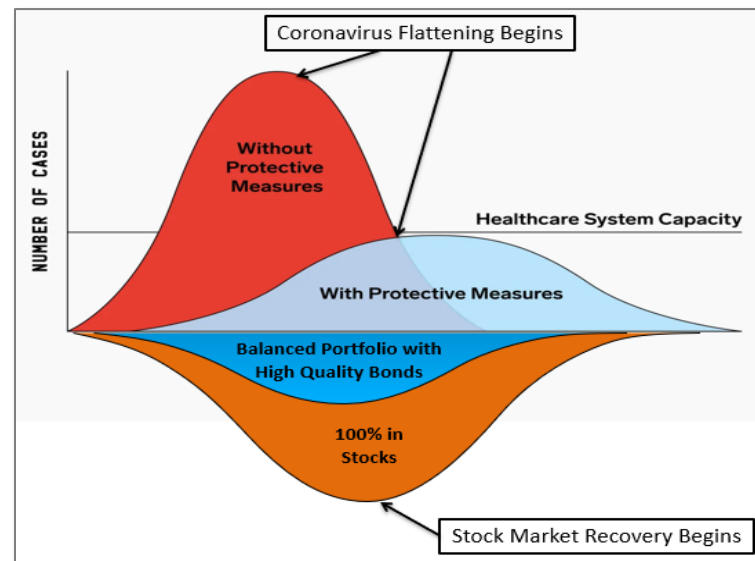 Coronavirus Flattening Begins
NUMBER OF CASES
Without
Protective
Measures
Healthcare System Capacity
With Protective Measures
Balanced Portfolio with
High Quality Bonds
100% in
Stocks
Stock Market Recovery Begins